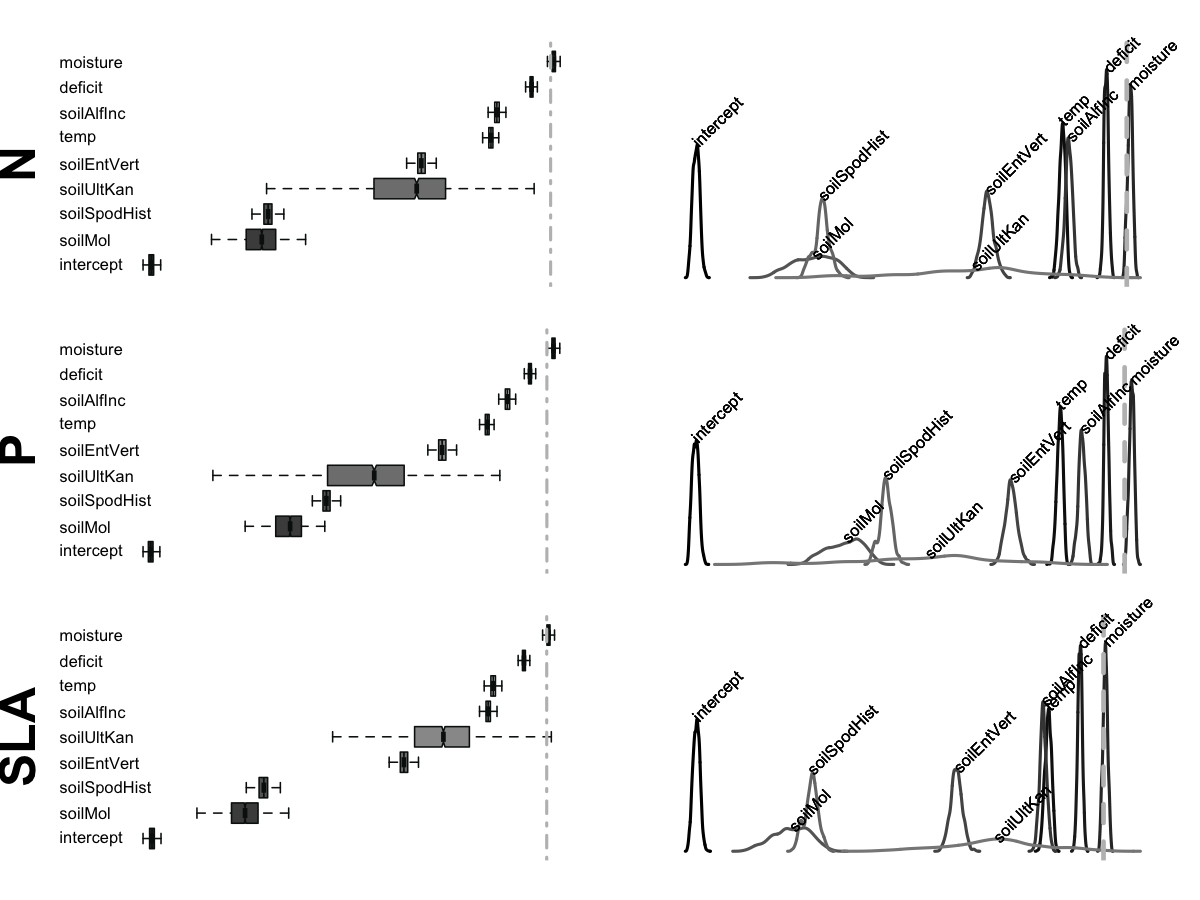 N
moisture
deficit
soilAlfInc
temp
soilEntVert
soilUltKan
soilSpodHist
soilMol
intercept
intercept
soilSpodHist
soilMol
soilEntVert
soilUltKan
temp
soilAlfInc
deficit
moisture
P
moisture
deficit
soilAlfInc
temp
soilEntVert
soilUltKan
soilSpodHist
soilMol
intercept
intercept
soilMol
soilSpodHist
soilUltKan
soilEntVert
temp
soilAlfInc
deficit
moisture
SLA
moisture
deficit
temp
soilAlfInc
soilUltKan
soilEntVert
soilSpodHist
soilMol
intercept
intercept
soilMol
soilSpodHist
soilEntVert
soilUltKan
soilAlfInc
temp
deficit
moisture